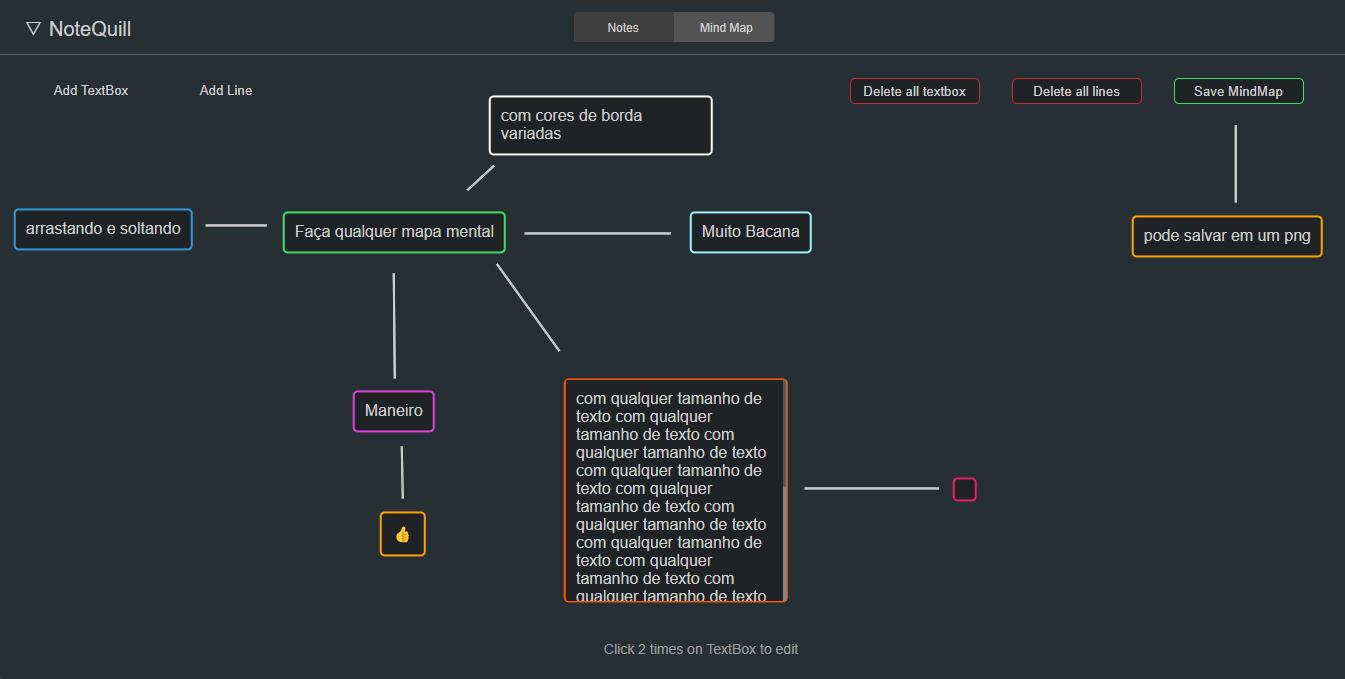 NoteQuill
Notes
Mind Map
Add TextBox
Add Line
Delete all textbox
Delete all lines
Save MindMap
com cores de borda
variadas
arrastando e soltando
Faça qualquer mapa mental
Muito Bacana
pode salvar em um png
Maneiro
👍
com qualquer tamanho de
texto com qualquer
tamanho de texto com
qualquer tamanho de texto
com qualquer tamanho de
texto com qualquer
tamanho de texto com
qualquer tamanho de texto
com qualquer tamanho de
texto com qualquer
tamanho de texto com
qualquer tamanho de texto
Click 2 times on TextBox to edit